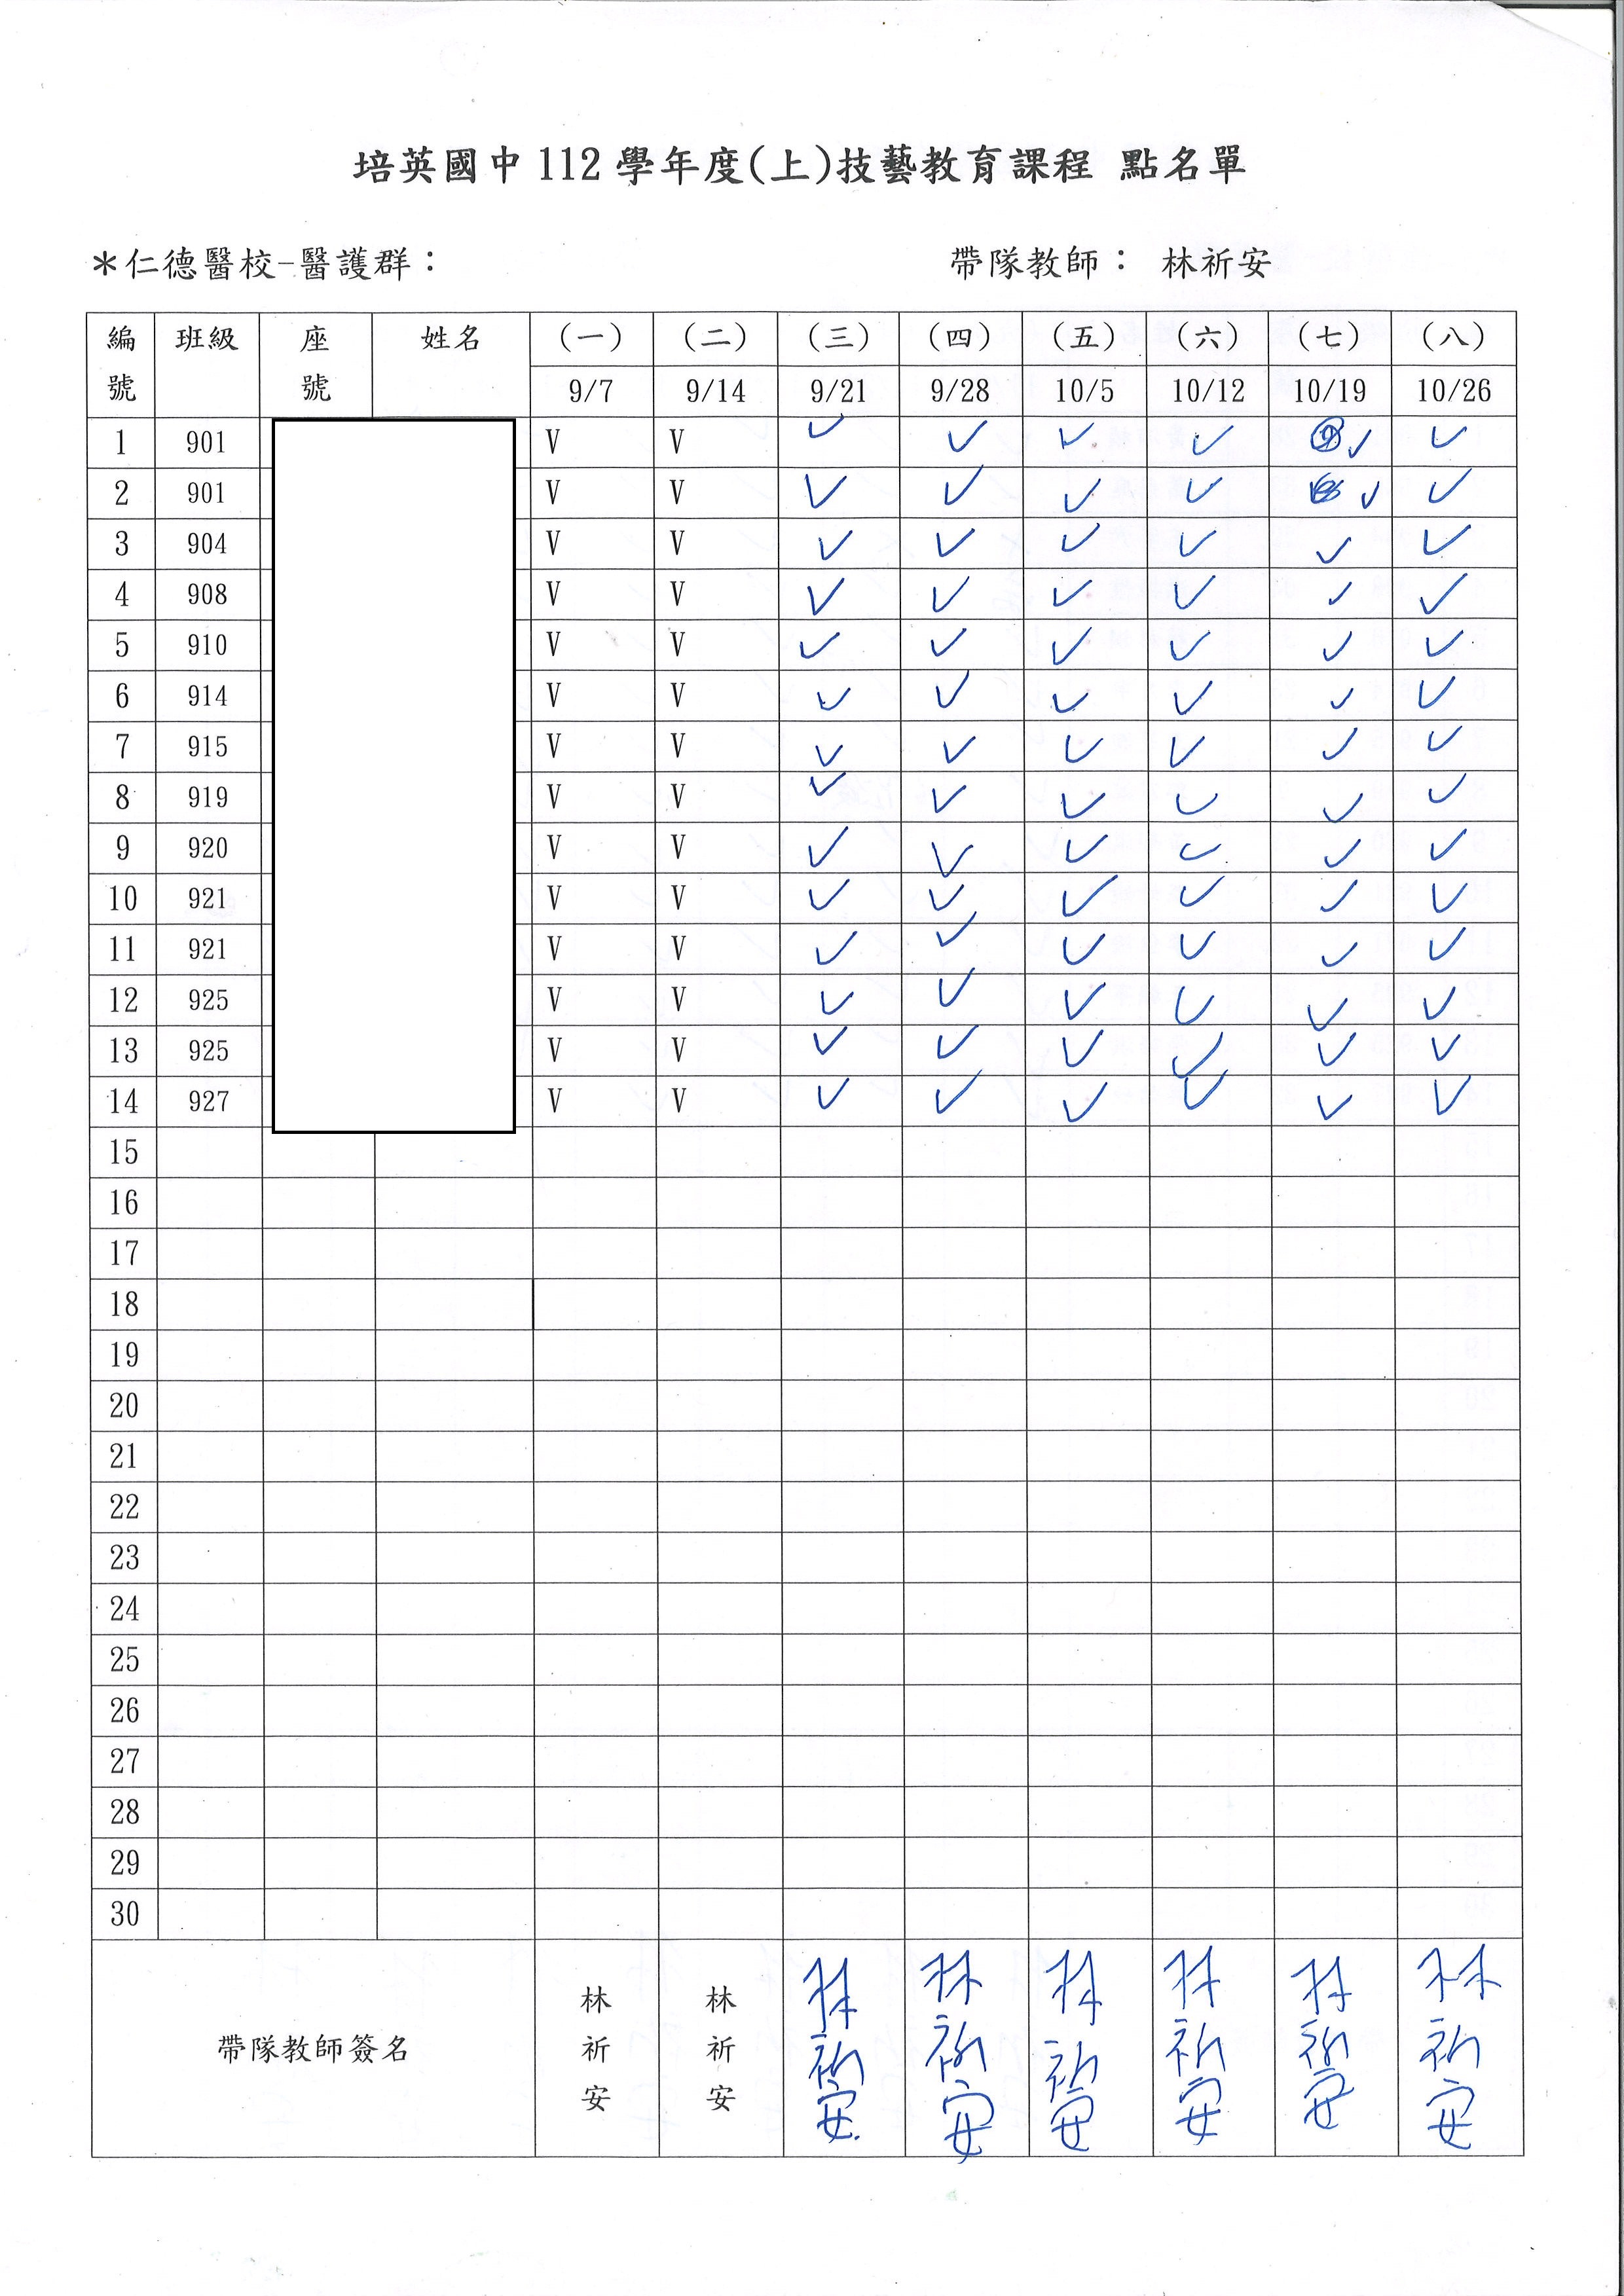 培英國中 112 學年度(上)技藝教育課程 點名單
＊仁德醫校-醫護群： 帶隊教師： 林祈安
編號 班級 座號 姓名 (一) (二) (三) (四) (五) (六) (七) (八)
9/7 9/14 9/21 9/28 10/5 10/12 10/19 10/26
1 901 V V ✓ ✓ ✓ ✓ ✓ ✓
2 901 V V ✓ ✓ ✓ ✓ ✓ ✓
3 904 V V ✓ ✓ ✓ ✓ ✓ ✓
4 908 V V ✓ ✓ ✓ ✓ ✓ ✓
5 910 V V ✓ ✓ ✓ ✓ ✓ ✓
6 914 V V ✓ ✓ ✓ ✓ ✓ ✓
7 915 V V ✓ ✓ ✓ ✓ ✓ ✓
8 919 V V ✓ ✓ ✓ ✓ ✓ ✓
9 920 V V ✓ ✓ ✓ ✓ ✓ ✓
10 921 V V ✓ ✓ ✓ ✓ ✓ ✓
11 921 V V ✓ ✓ ✓ ✓ ✓ ✓
12 925 V V ✓ ✓ ✓ ✓ ✓ ✓
13 925 V V ✓ ✓ ✓ ✓ ✓ ✓
14 927 V V ✓ ✓ ✓ ✓ ✓ ✓
15
16
17
18
19
20
21
22
23
24
25
26
27
28
29
30
帶隊教師簽名 林祈安 林祈安 林祈安 林祈安 林祈安 林祈安 林祈安 林祈安